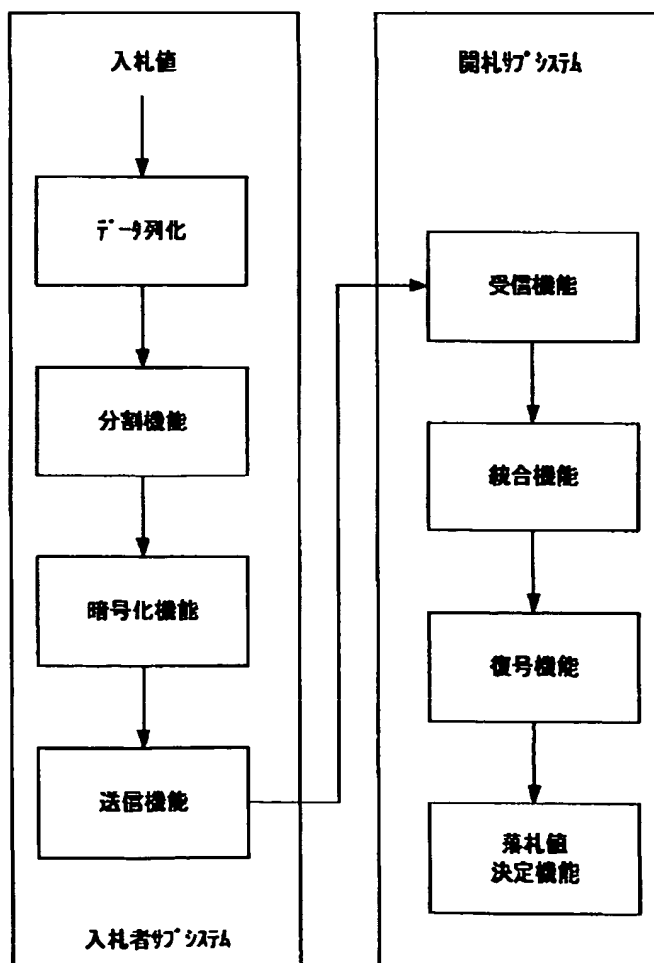 入札値
データ列化
分割機能
暗号化機能
送信機能
入札者サブシステム
開札サブシステム
受信機能
統合機能
復号機能
落札値
決定機能